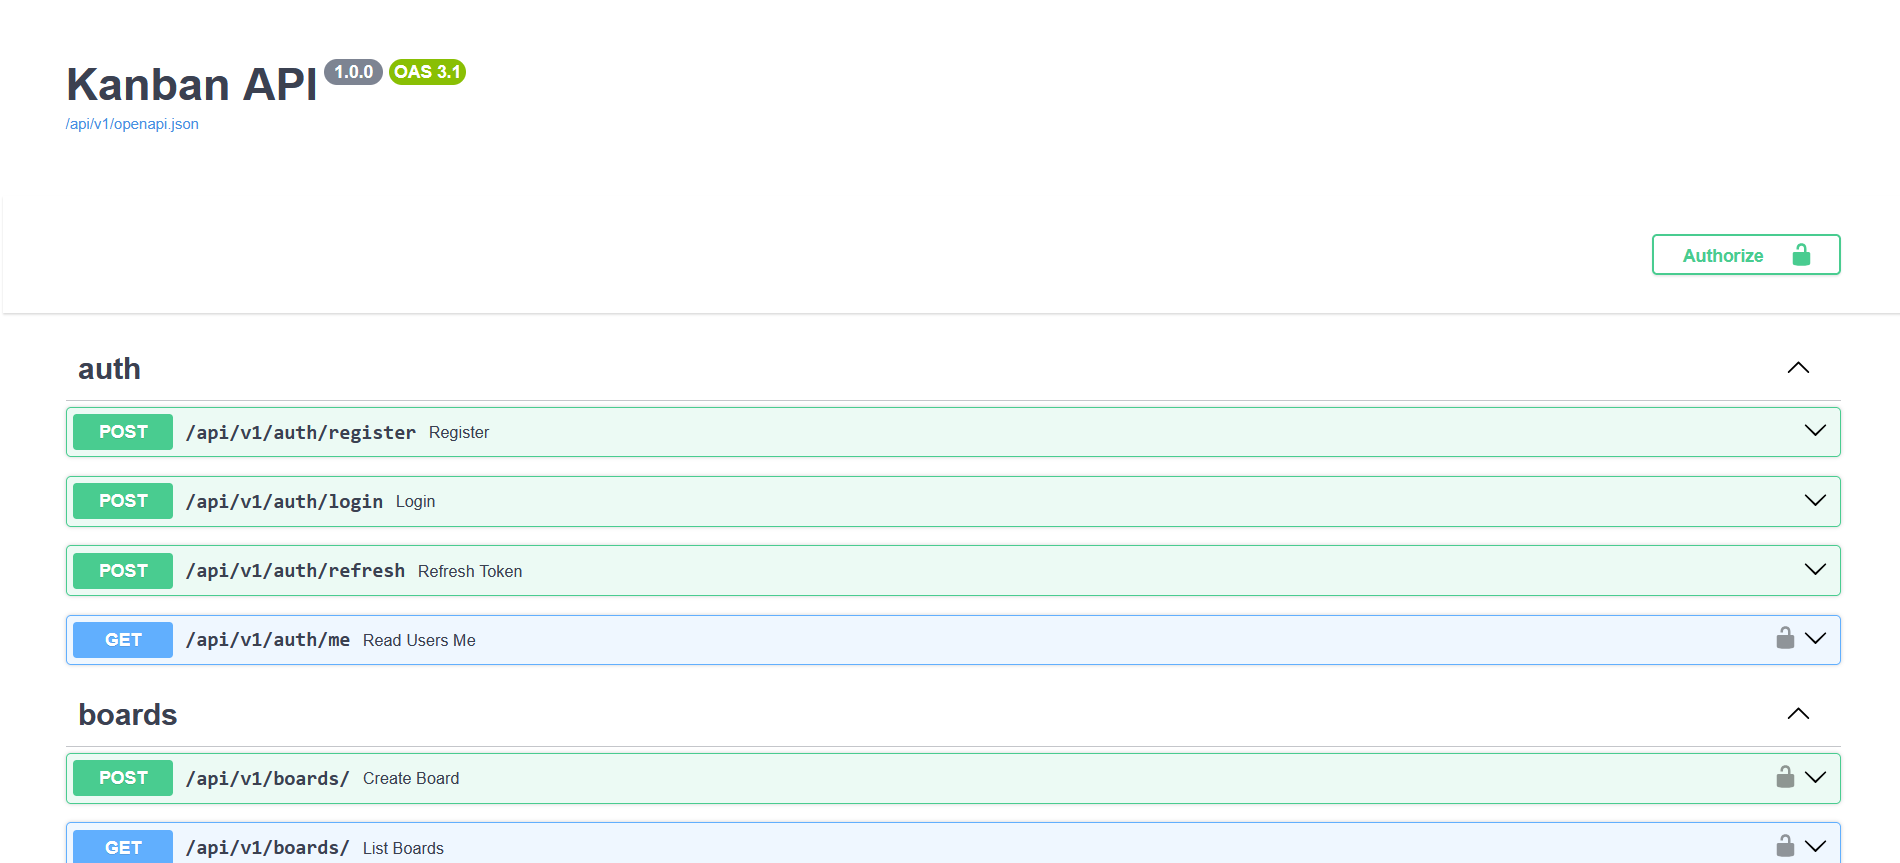 Kanban API 1.0.0 OAS 3.1
/api/v1/openapi.json
Authorize
auth
POST /api/v1/auth/register Register
POST /api/v1/auth/login Login
POST /api/v1/auth/refresh Refresh Token
GET /api/v1/auth/me Read Users Me
boards
POST /api/v1/boards/ Create Board
GET /api/v1/boards/ List Boards